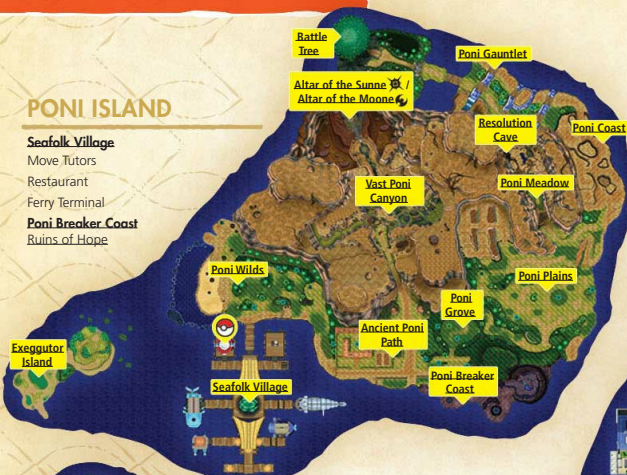 PONI ISLAND
Seafolk Village
Move Tutors
Restaurant
Ferry Terminal
Poni Breaker Coast
Ruins of Hope
Battle
Tree
Poni Gauntlet
Altar of the Sunne /
Altar of the Moone
Resolution
Cave
Poni Coast
Vast Poni
Canyon
Poni Meadow
Poni Wilds
Poni Plains
Poni
Grove
Ancient Poni
Path
Exeggutor
Island
Seafolk Village
Poni Breaker
Coast